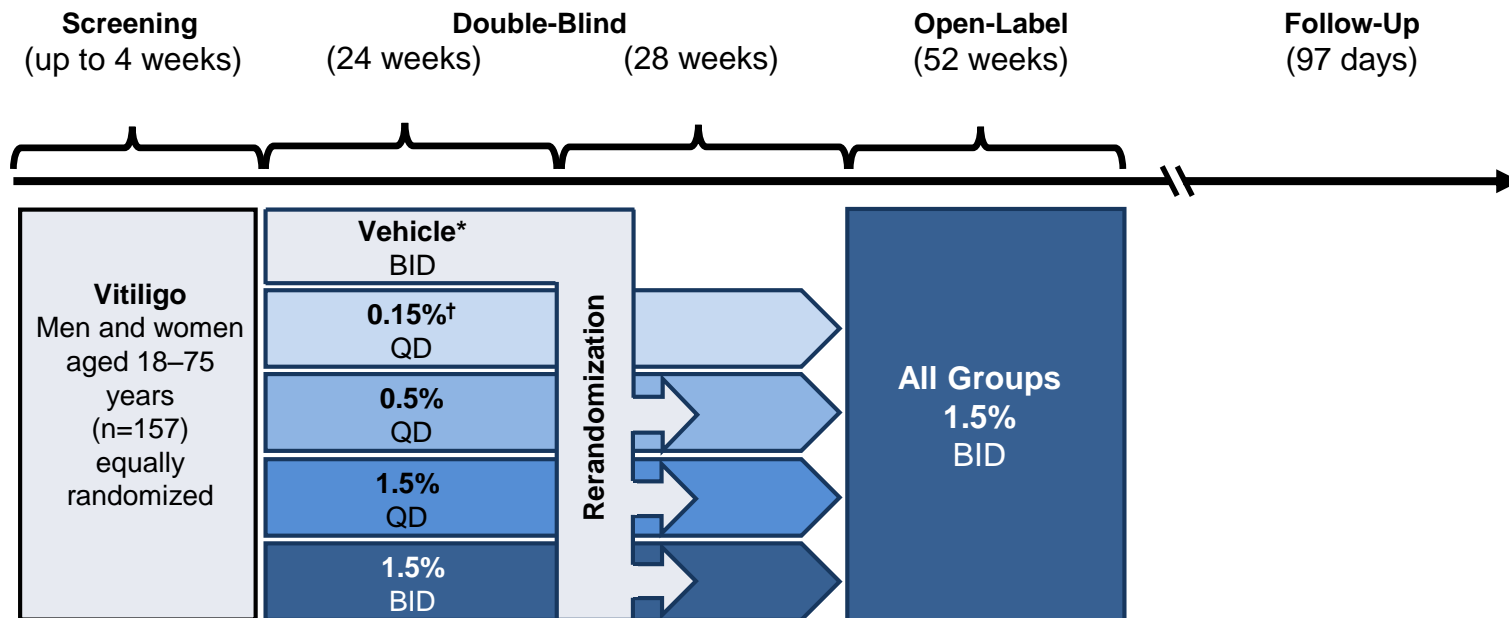 Screening
(up to 4 weeks)
Double-Blind
(24 weeks)
(28 weeks)
Open-Label
(52 weeks)
Follow-Up
(97 days)
Vitiligo
Men and women
aged 18–75
years
(n=157)
equally
randomized
Vehicle*
BID
0.15%†
QD
0.5%
QD
1.5%
QD
1.5%
BID
Rerandomization
All Groups
1.5%
BID